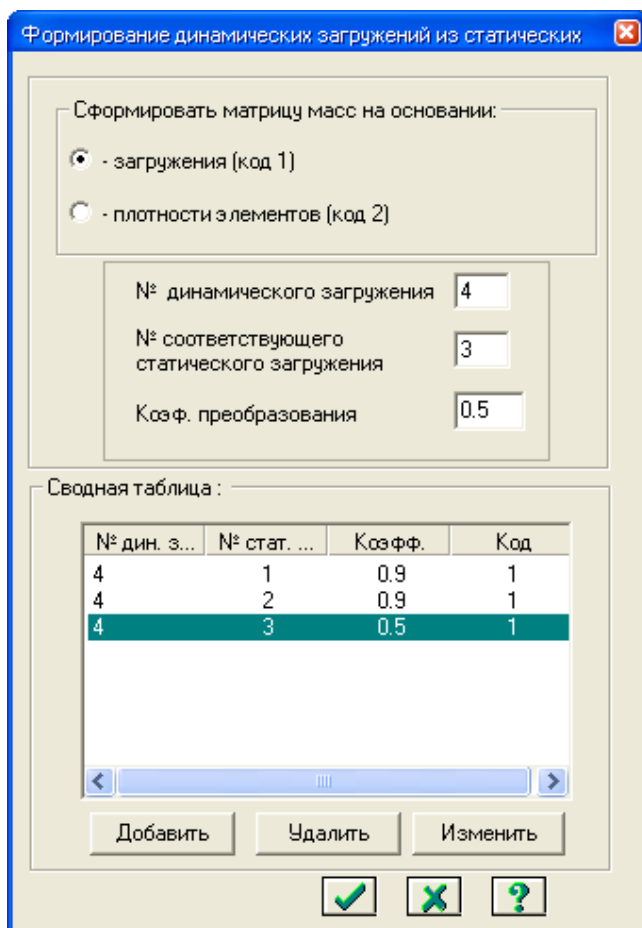 Формирование динамических загружений из статических
Сформировать матрицу масс на основании:
- загружения (код 1)
- плотности элементов (код 2)
№ динамического загружения 4
№ соответствующего
статического загружения 3
Коэф. преобразования 0.5
Сводная таблица :
№ дин. з... № стат. ... Коэфф. Код
4 1 0.9 1
4 2 0.9 1
4 3 0.5 1
Добавить Удалить Изменить